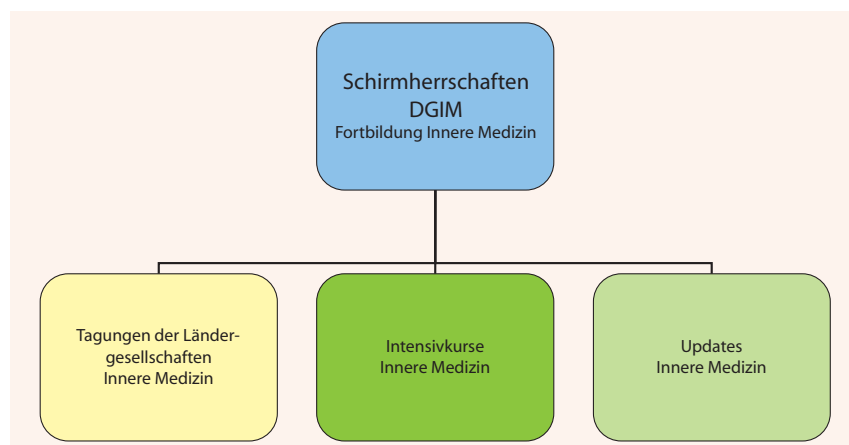 Schirmherrschaften
DGIM
Fortbildung Innere Medizin
Tagungen der Länder-
gesellschaften
Innere Medizin
Intensivkurse
Innere Medizin
Updates
Innere Medizin